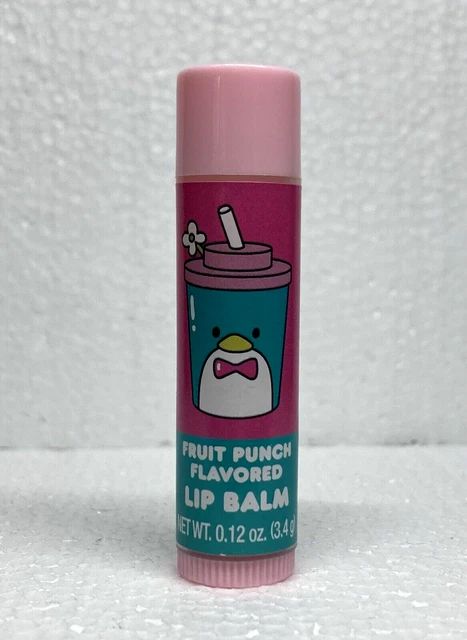 FRUIT PUNCH
FLAVORED
LIP BALM
NET WT. 0.12 oz. (3.4 g)